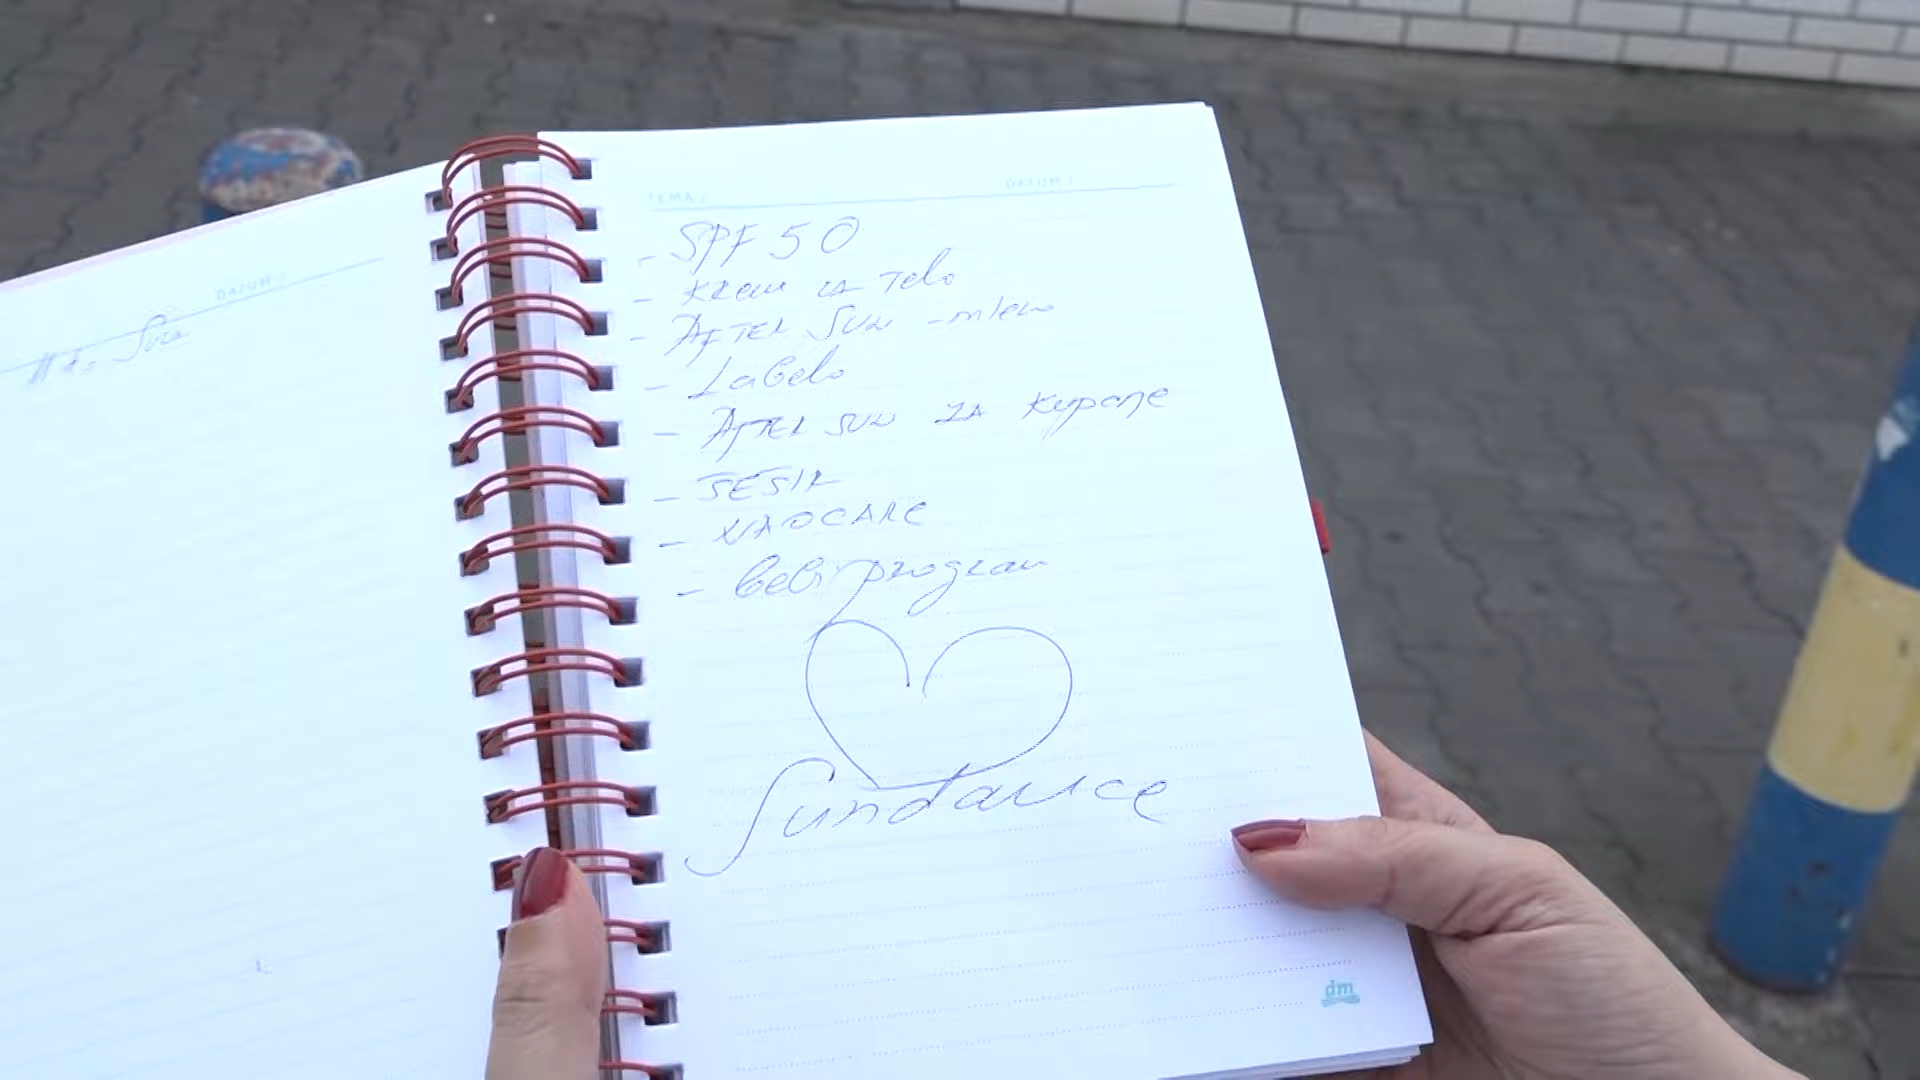 DATUM :
TEMA :
DATUM :
- SPF 50
- Krem za telo
- AFTER SUN - mleko
- Labelo
- AFTER SUN ZA kupanje
- SESIR
- NAOCARE
- bebi program
Sundance
dm